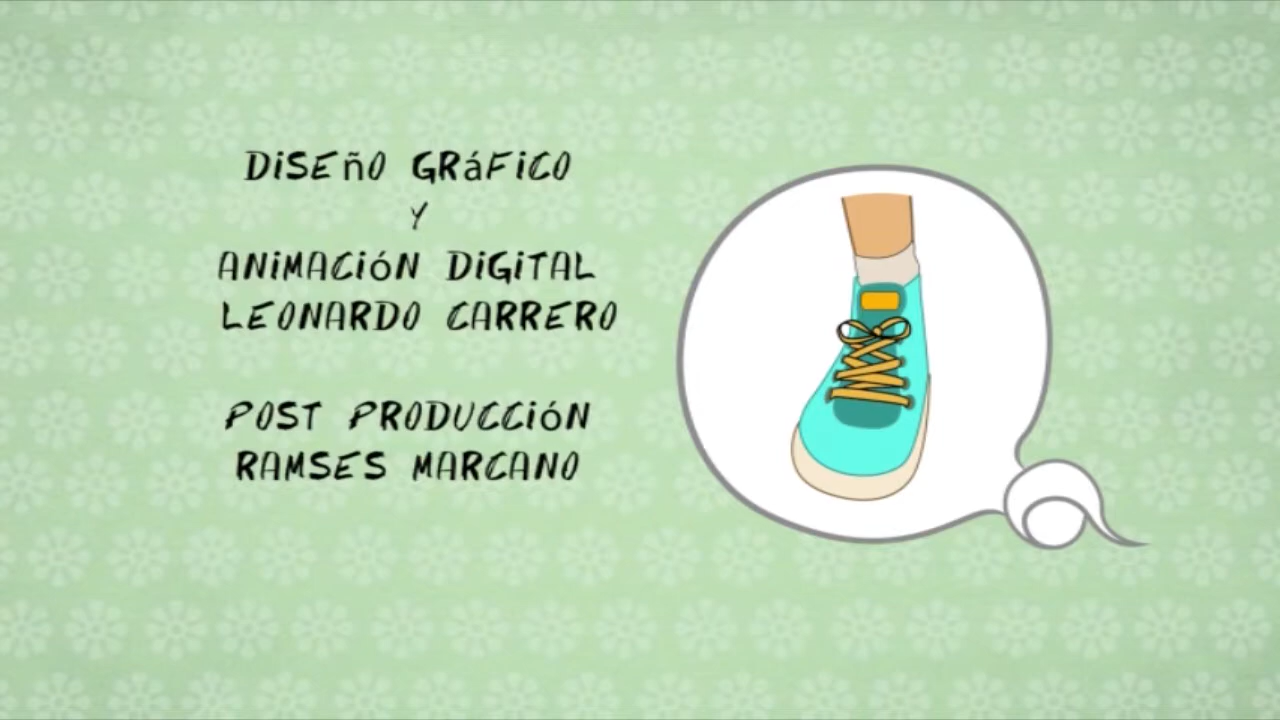 DiSEñO GRáFiCO
Y
ANiMACióN DiGiTAL
LEONARDO CARRERO
POST PRODUCCióN
RAMSES MARCANO